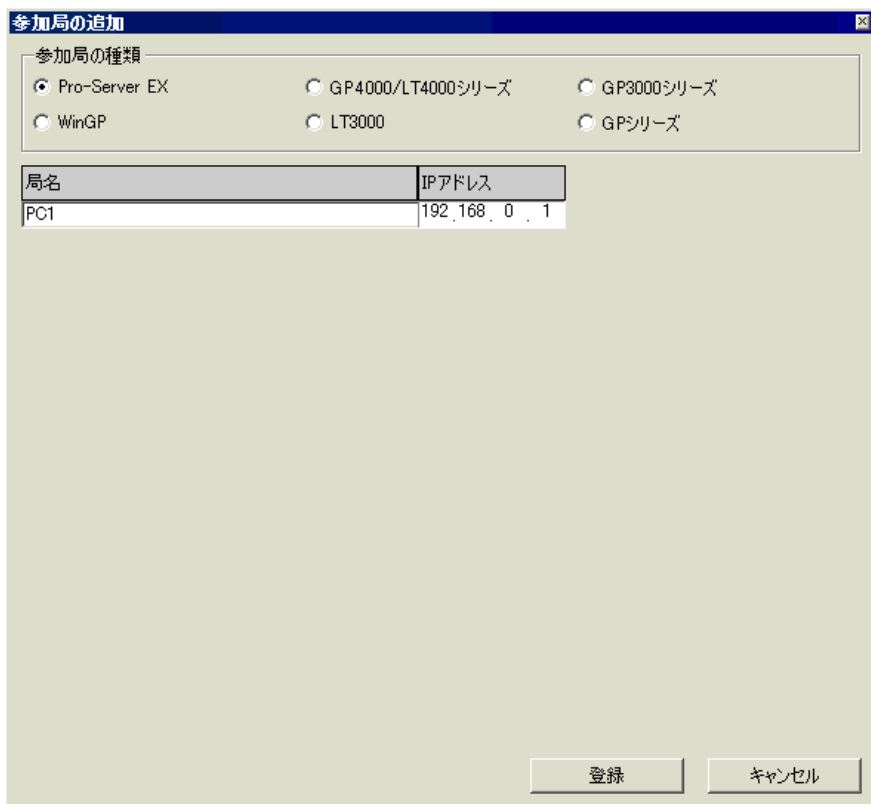 参加局の追加
参加局の種類
Pro-Server EX GP4000/LT4000シリーズ GP3000シリーズ
WinGP LT3000 GPシリーズ
局名 IPアドレス
PC1 192.168.0.1
登録 キャンセル